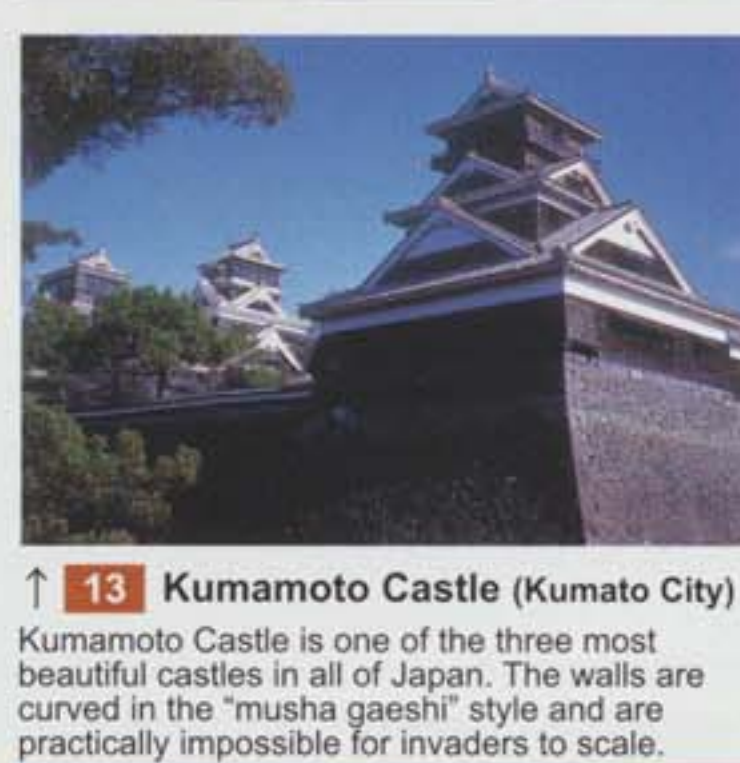 ↑ 13 Kumamoto Castle (Kumato City)
Kumamoto Castle is one of the three most
beautiful castles in all of Japan. The walls are
curved in the “musha gaeshi” style and are
practically impossible for invaders to scale.